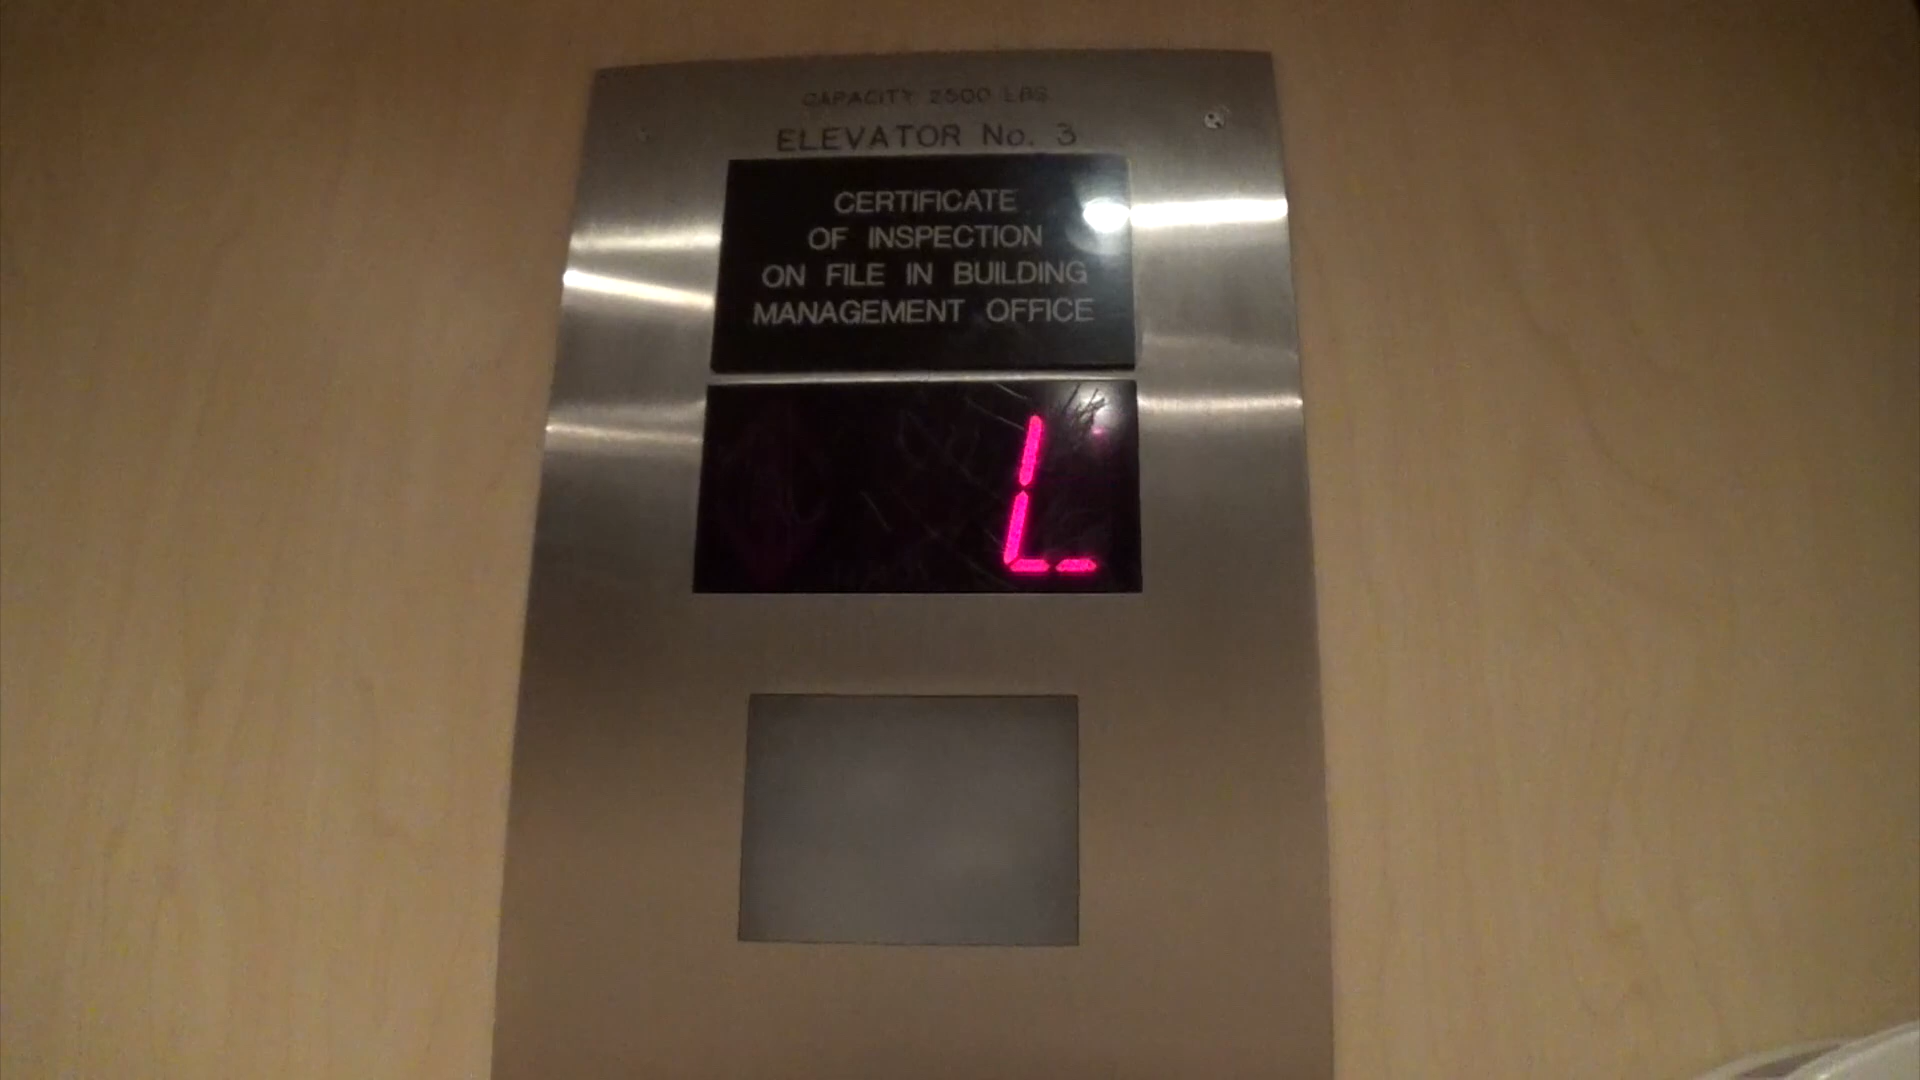 CAPACITY 2500 LBS
ELEVATOR No. 3
CERTIFICATE
OF INSPECTION
ON FILE IN BUILDING
MANAGEMENT OFFICE
L